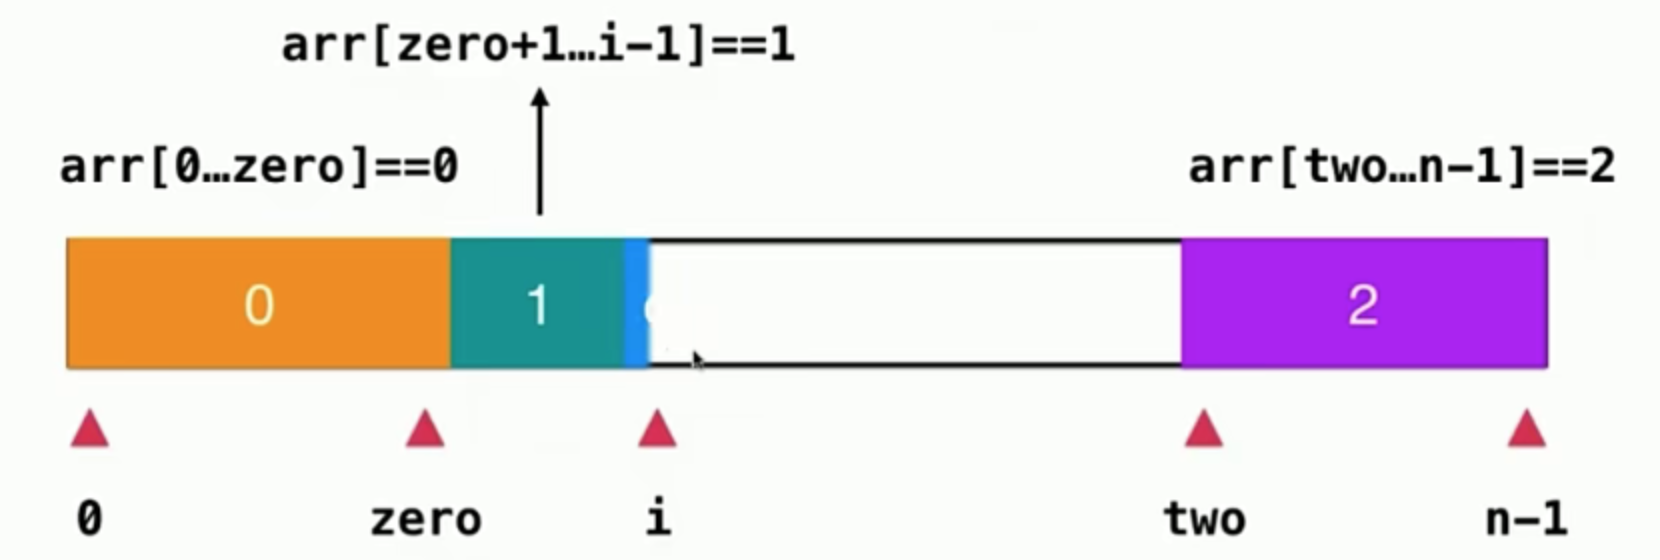 arr[zero+1…i-1]==1
arr[0…zero]==0
arr[two…n-1]==2
0
1
2
0
zero
i
two
n-1